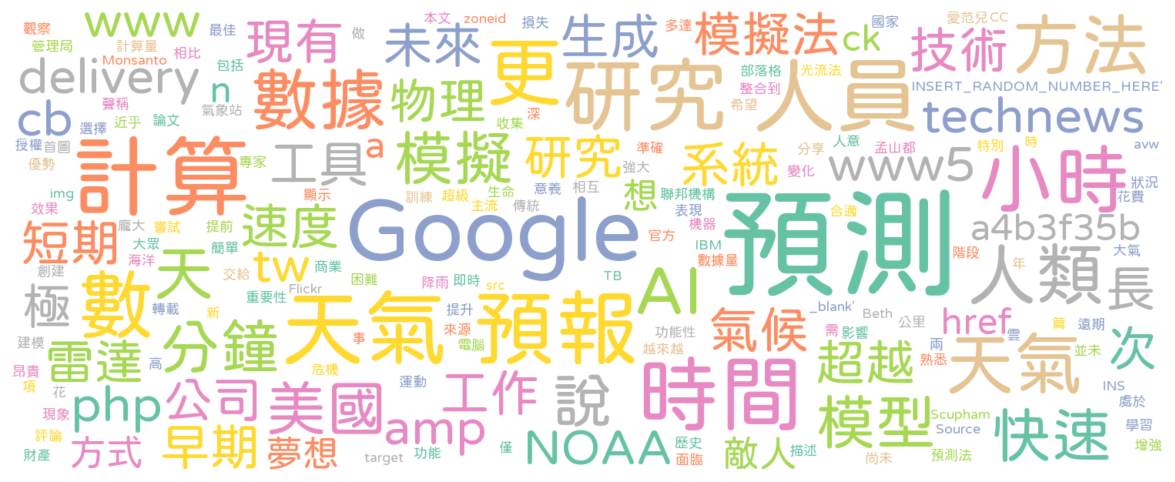 觀察
www
現有
本文
zoneid
損失
未來
生成
多達
模擬法
國家
ck
愛范兒
CC
技術
方法
管理局
計算量
最佳
做
Monsanto
相比
delivery
包括
n
數據
物理
更
研究人員
部落格
光流法
整合到
INSERT_RANDOM_NUMBER_HERE'
cb
聲稱
氣象站
收集
深
希望
technews
近乎
論文
選擇
授權
首圖
優勢
計算
專家
工具
a
模擬
研究
準確
系統
人意
分享
孟山都
特別
時
avw
強大
變化
www5
小時
狀況
花費
img
顯示
訓練
超級
生命
意義
相互
想
聯邦機構
表現
效果
龐大
嘗試
提前
速度
Google
主流
傳統
機器
官方
預測
合適
a4b3f35b
短期
大眾
簡單
海洋
天
tw
商業
IBM
數據量
階段
年
人類
大氣
長
創建
交給
重要性
Flickr
困難
降雨
即時
TB
src
極
數
轉載
新
天氣預報
提升
AI
_blank'
Beth
公里
href
雲
篇
遠期
建模
來源
電腦
功能性
越來越
氣候
需
影響
兩
熟悉
並未
雷達
分鐘
事
超越
天氣
次
昂貴
項
高
危機
花
運動
工作
說
時間
INS
處於
現象
php
公司
美國
amp
模型
Scupham
Source
快速
學習
評論
方式
早期
夢想
功能
僅
NOAA
歷史
敵人
描述
增強
財產
target
面臨
尚未
預測法